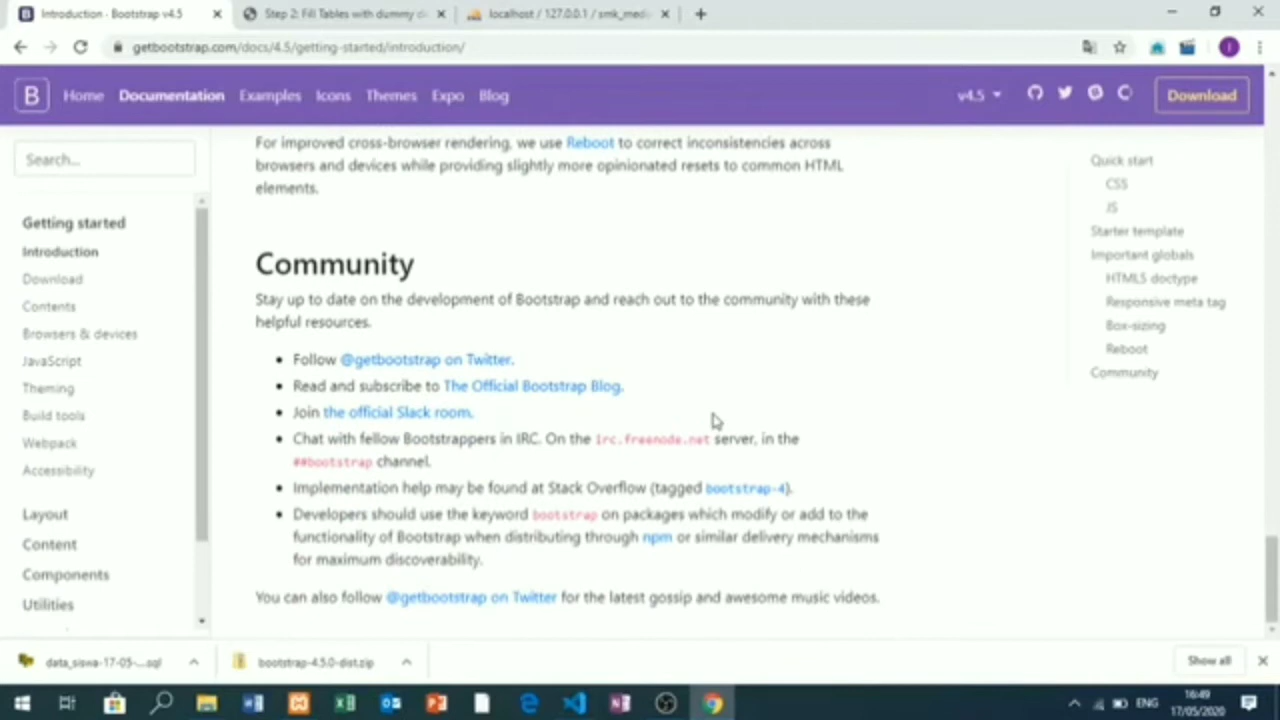 Introduction · Bootstrap v4.5
Step 2: Fill Tables with dummy d
localhost / 127.0.0.1 / smk_medi
getbootstrap.com/docs/4.5/getting-started/introduction/
I
B
Home Documentation Examples Icons Themes Expo Blog
v4.5
Download
Search...
Getting started
Introduction
Download
Contents
Browsers & devices
JavaScript
Theming
Build tools
Webpack
Accessibility
Layout
Content
Components
Utilities
For improved cross-browser rendering, we use Reboot to correct inconsistencies across
browsers and devices while providing slightly more opinionated resets to common HTML
elements.
Community
Stay up to date on the development of Bootstrap and reach out to the community with these
helpful resources.
Follow @getbootstrap on Twitter.
Read and subscribe to The Official Bootstrap Blog.
Join the official Slack room.
Chat with fellow Bootstrappers in IRC. On the irc.freenode.net server, in the
##bootstrap channel.
Implementation help may be found at Stack Overflow (tagged bootstrap-4).
Developers should use the keyword bootstrap on packages which modify or add to the
functionality of Bootstrap when distributing through npm or similar delivery mechanisms
for maximum discoverability.
You can also follow @getbootstrap on Twitter for the latest gossip and awesome music videos.
Quick start
CSS
JS
Starter template
Important globals
HTML5 doctype
Responsive meta tag
Box-sizing
Reboot
Community
data_siswa-17-05-....sql
bootstrap-4.5.0-dist.zip
Show all
ENG
16:49
17/05/2020